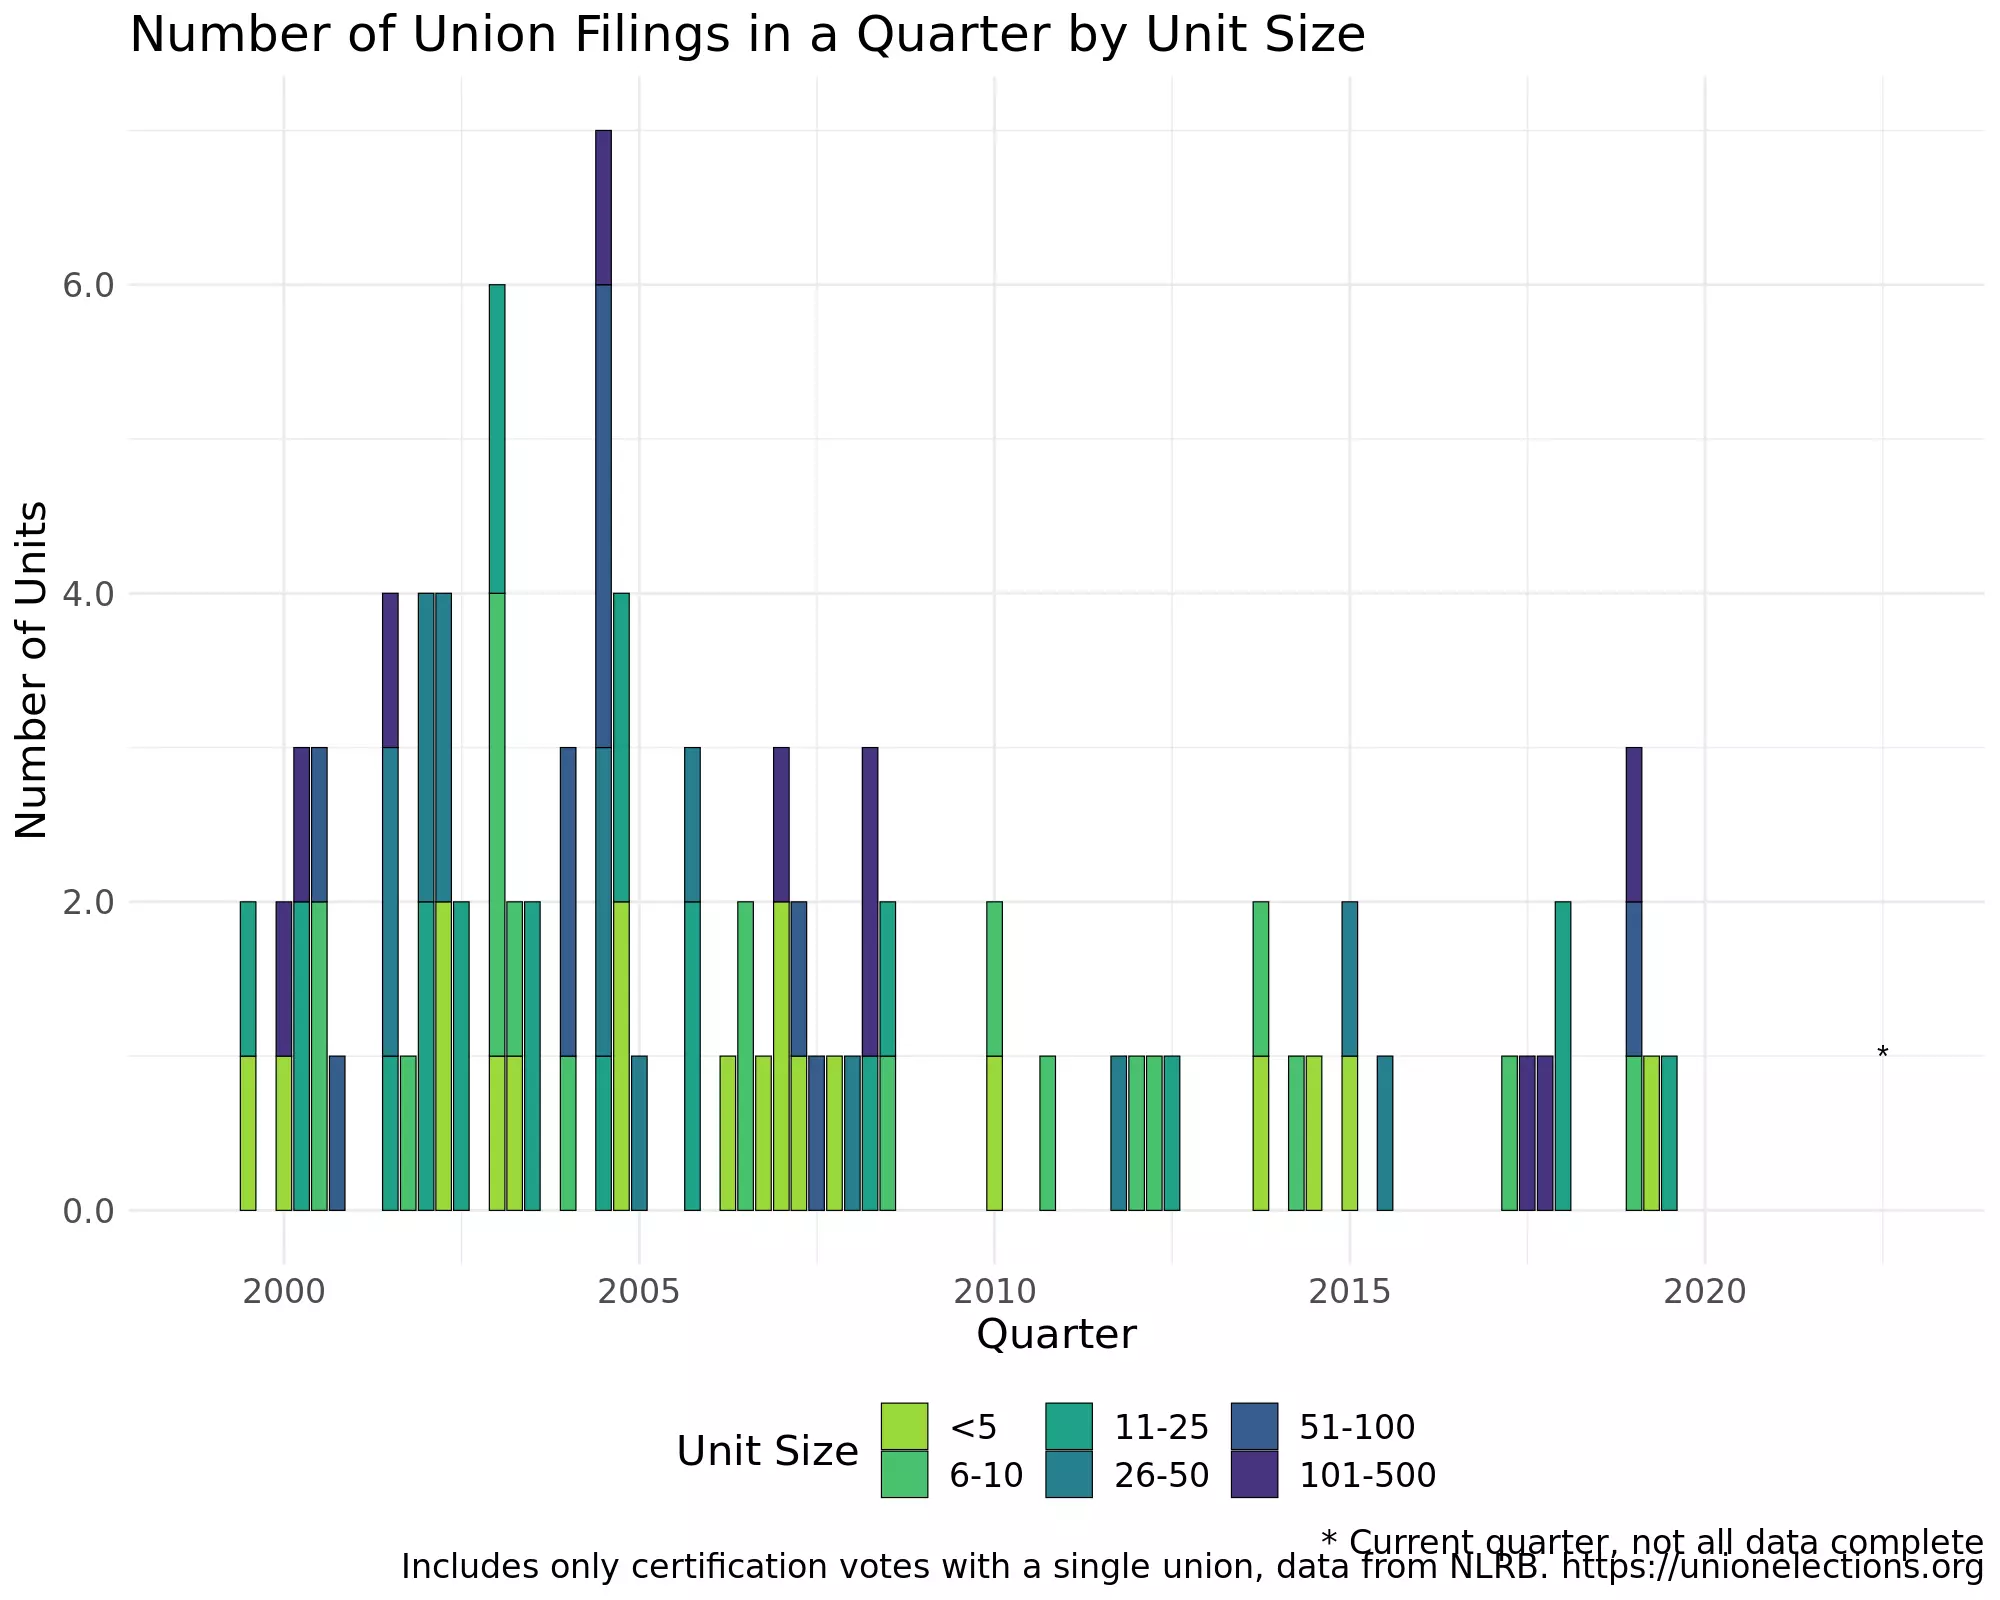 Number of Union Filings in a Quarter by Unit Size
Number of Units
6.0
4.0
2.0
0.0
*
2000 2005 2010 2015 2020
Quarter
Unit Size
<5 11-25 51-100
6-10 26-50 101-500
* Current quarter, not all data complete
Includes only certification votes with a single union, data from NLRB. https://unionelections.org